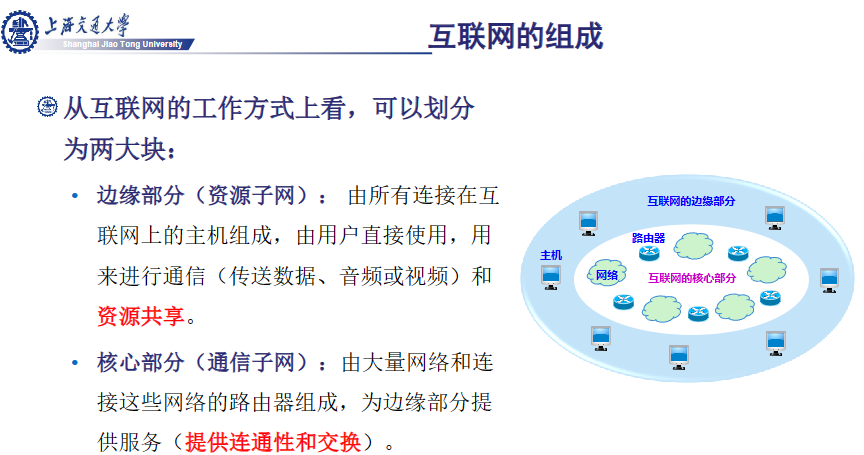 上海交通大学
Shanghai Jiao Tong University
互联网的组成
从互联网的工作方式上看，可以划分
为两大块：
• 边缘部分（资源子网）： 由所有连接在互
联网上的主机组成，由用户直接使用，用
来进行通信（传送数据、音频或视频）和
资源共享。
• 核心部分（通信子网）：由大量网络和连
接这些网络的路由器组成，为边缘部分提
供服务（提供连通性和交换）。
互联网的边缘部分
路由器
主机
网络
互联网的核心部分